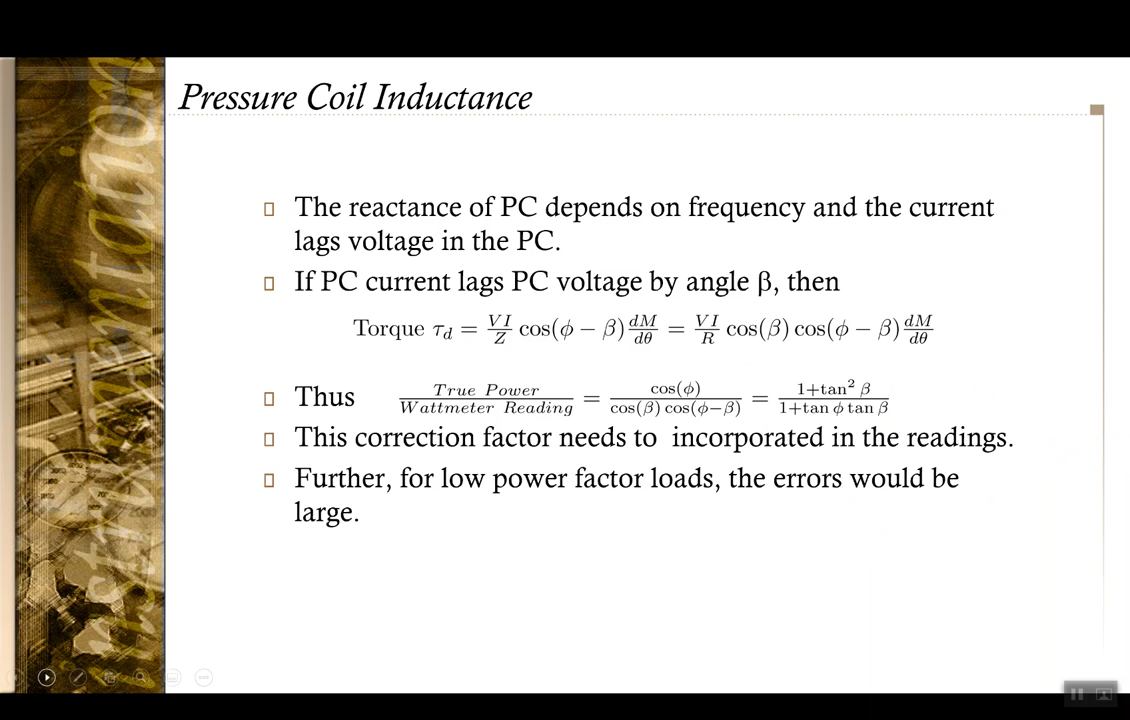 Pressure Coil Inductance
The reactance of PC depends on frequency and the current
lags voltage in the PC.
If PC current lags PC voltage by angle β, then
Torque τ_d = VI/Z cos(ϕ − β) dM/dθ = VI/R cos(β) cos(ϕ − β) dM/dθ
Thus True Power/Wattmeter Reading = cos(ϕ)/cos(β) cos(ϕ−β) = 1+tan² β/1+tan ϕ tan β
This correction factor needs to incorporated in the readings.
Further, for low power factor loads, the errors would be
large.